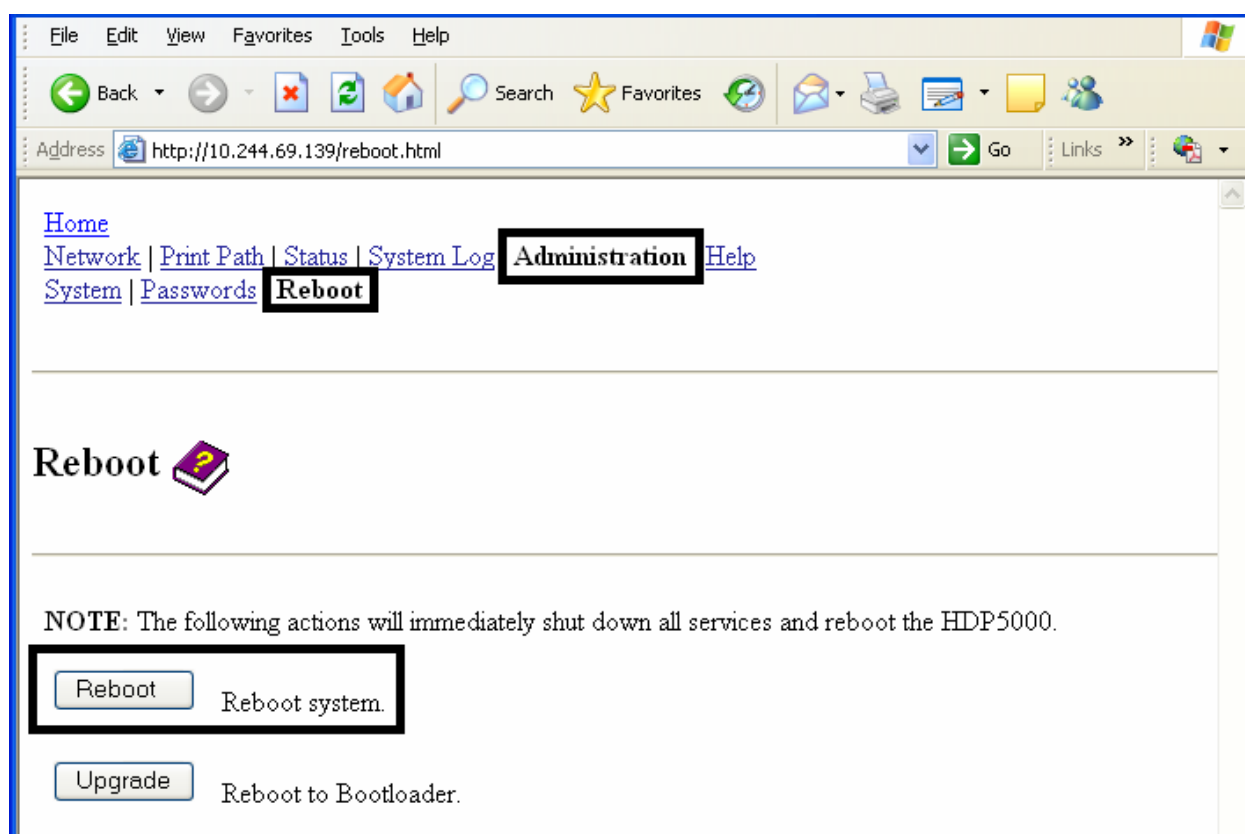 File Edit View Favorites Tools Help
Back Search Favorites
Address http://10.244.69.139/reboot.html Go Links »
Home
Network | Print Path | Status | System Log Administration Help
System | Passwords Reboot
Reboot ?
NOTE: The following actions will immediately shut down all services and reboot the HDP5000.
Reboot Reboot system.
Upgrade Reboot to Bootloader.